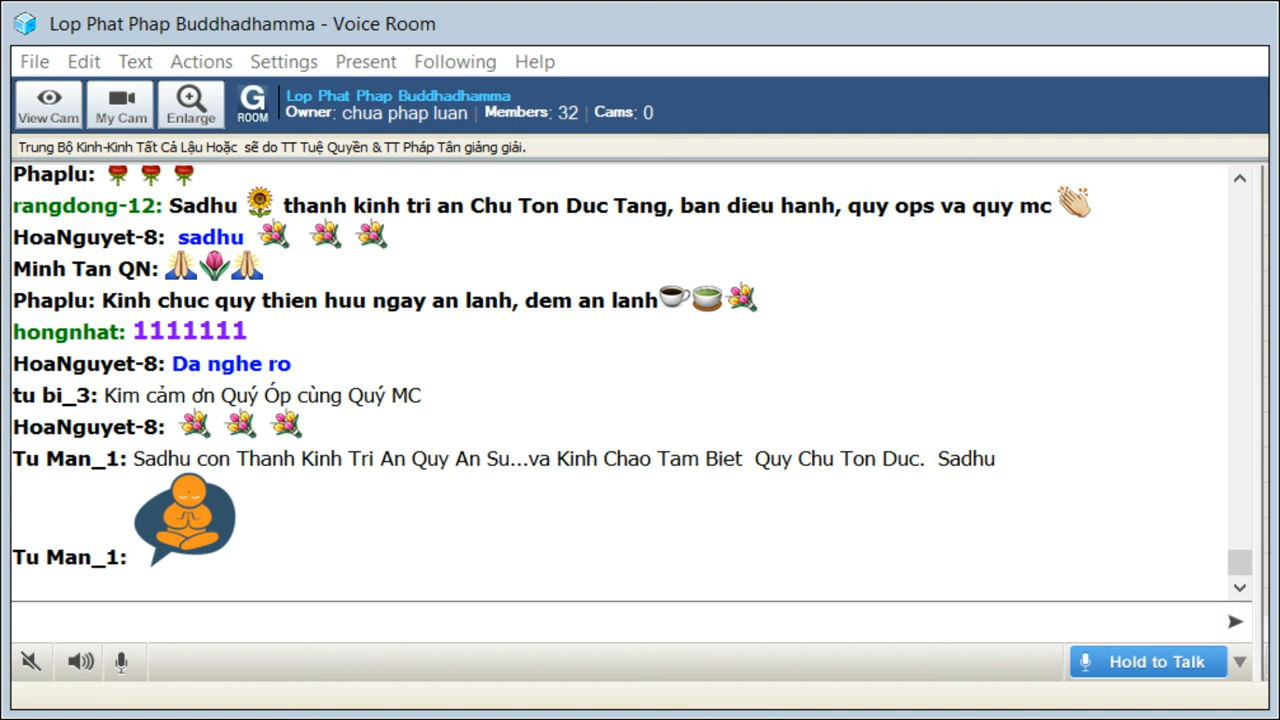 Lop Phat Phap Buddhadhamma - Voice Room
File Edit Text Actions Settings Present Following Help
View Cam My Cam Enlarge G ROOM
Lop Phat Phap Buddhadhamma
Owner: chua phap luan | Members: 32 | Cams: 0
Trung Bộ Kinh-Kinh Tất Cả Lậu Hoặc sẽ do TT Tuệ Quyền & TT Pháp Tân giảng giải.
Phaplu:
rangdong-12: Sadhu thanh kinh tri an Chu Ton Duc Tang, ban dieu hanh, quy ops va quy mc
HoaNguyet-8: sadhu
Minh Tan QN:
Phaplu: Kinh chuc quy thien huu ngay an lanh, dem an lanh
hongnhat: 1111111
HoaNguyet-8: Da nghe ro
tu bi_3: Kim cảm ơn Quý Óp cùng Quý MC
HoaNguyet-8:
Tu Man_1: Sadhu con Thanh Kinh Tri An Quy An Su...va Kinh Chao Tam Biet Quy Chu Ton Duc. Sadhu
Tu Man_1:
Hold to Talk